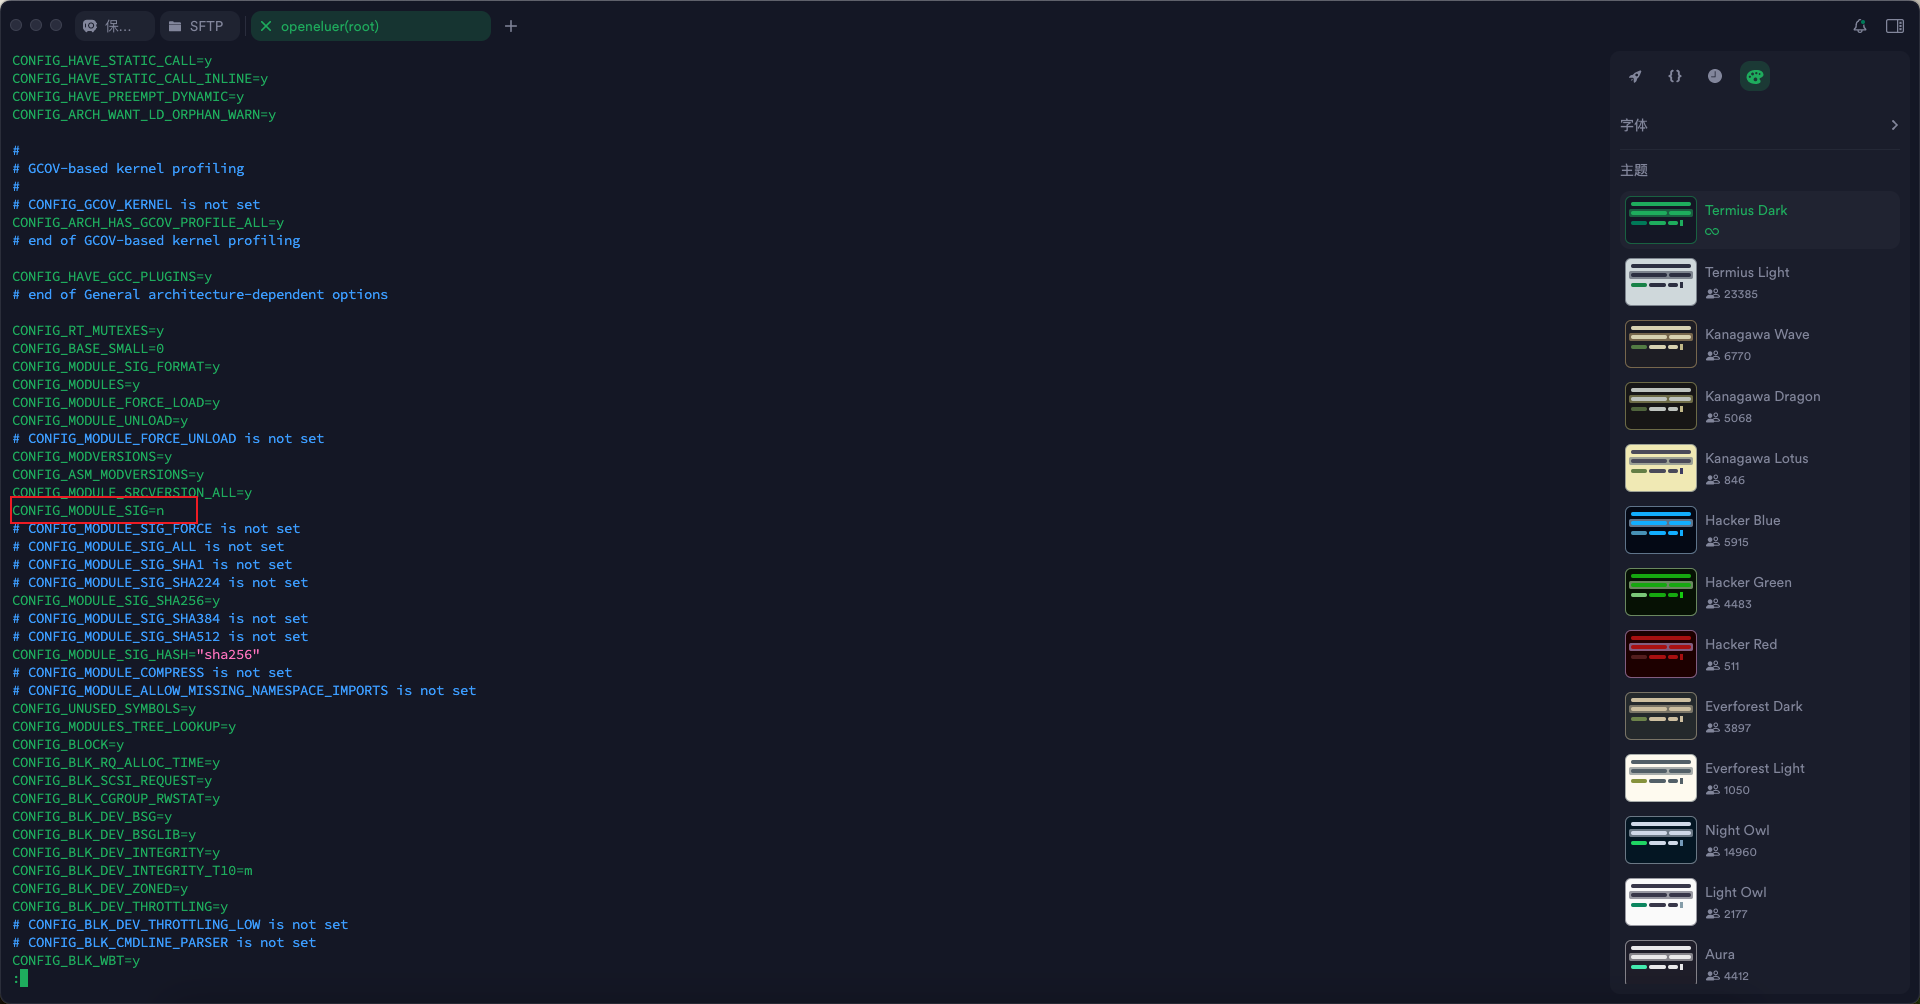 保...
SFTP
openeluer(root)
CONFIG_HAVE_STATIC_CALL=y
CONFIG_HAVE_STATIC_CALL_INLINE=y
CONFIG_HAVE_PREEMPT_DYNAMIC=y
CONFIG_ARCH_WANT_LD_ORPHAN_WARN=y
#
# GCOV-based kernel profiling
#
# CONFIG_GCOV_KERNEL is not set
CONFIG_ARCH_HAS_GCOV_PROFILE_ALL=y
# end of GCOV-based kernel profiling
CONFIG_HAVE_GCC_PLUGINS=y
# end of General architecture-dependent options
CONFIG_RT_MUTEXES=y
CONFIG_BASE_SMALL=0
CONFIG_MODULE_SIG_FORMAT=y
CONFIG_MODULES=y
CONFIG_MODULE_FORCE_LOAD=y
CONFIG_MODULE_UNLOAD=y
# CONFIG_MODULE_FORCE_UNLOAD is not set
CONFIG_MODVERSIONS=y
CONFIG_ASM_MODVERSIONS=y
CONFIG_MODULE_SRCVERSION_ALL=y
CONFIG_MODULE_SIG=n
# CONFIG_MODULE_SIG_FORCE is not set
# CONFIG_MODULE_SIG_ALL is not set
# CONFIG_MODULE_SIG_SHA1 is not set
# CONFIG_MODULE_SIG_SHA224 is not set
CONFIG_MODULE_SIG_SHA256=y
# CONFIG_MODULE_SIG_SHA384 is not set
# CONFIG_MODULE_SIG_SHA512 is not set
CONFIG_MODULE_SIG_HASH="sha256"
# CONFIG_MODULE_COMPRESS is not set
# CONFIG_MODULE_ALLOW_MISSING_NAMESPACE_IMPORTS is not set
CONFIG_UNUSED_SYMBOLS=y
CONFIG_MODULES_TREE_LOOKUP=y
CONFIG_BLOCK=y
CONFIG_BLK_RQ_ALLOC_TIME=y
CONFIG_BLK_SCSI_REQUEST=y
CONFIG_BLK_CGROUP_RWSTAT=y
CONFIG_BLK_DEV_BSG=y
CONFIG_BLK_DEV_BSGLIB=y
CONFIG_BLK_DEV_INTEGRITY=y
CONFIG_BLK_DEV_INTEGRITY_T10=m
CONFIG_BLK_DEV_ZONED=y
CONFIG_BLK_DEV_THROTTLING=y
# CONFIG_BLK_DEV_THROTTLING_LOW is not set
# CONFIG_BLK_CMDLINE_PARSER is not set
CONFIG_BLK_WBT=y
:
字体
主题
Termius Dark
Termius Light
23385
Kanagawa Wave
6770
Kanagawa Dragon
5068
Kanagawa Lotus
846
Hacker Blue
5915
Hacker Green
4483
Hacker Red
511
Everforest Dark
3897
Everforest Light
1050
Night Owl
14960
Light Owl
2177
Aura
4412